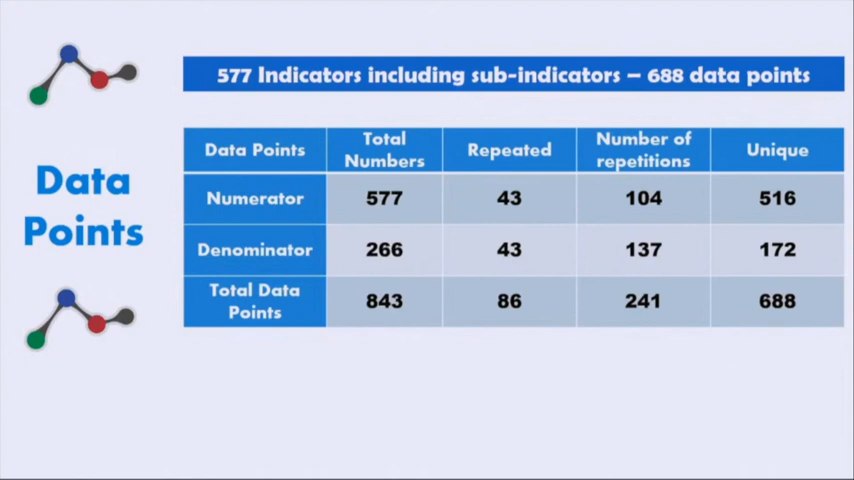 577 Indicators including sub-indicators – 688 data points
Data
Points
Data Points Total Numbers Repeated Number of repetitions Unique
Numerator 577 43 104 516
Denominator 266 43 137 172
Total Data Points 843 86 241 688